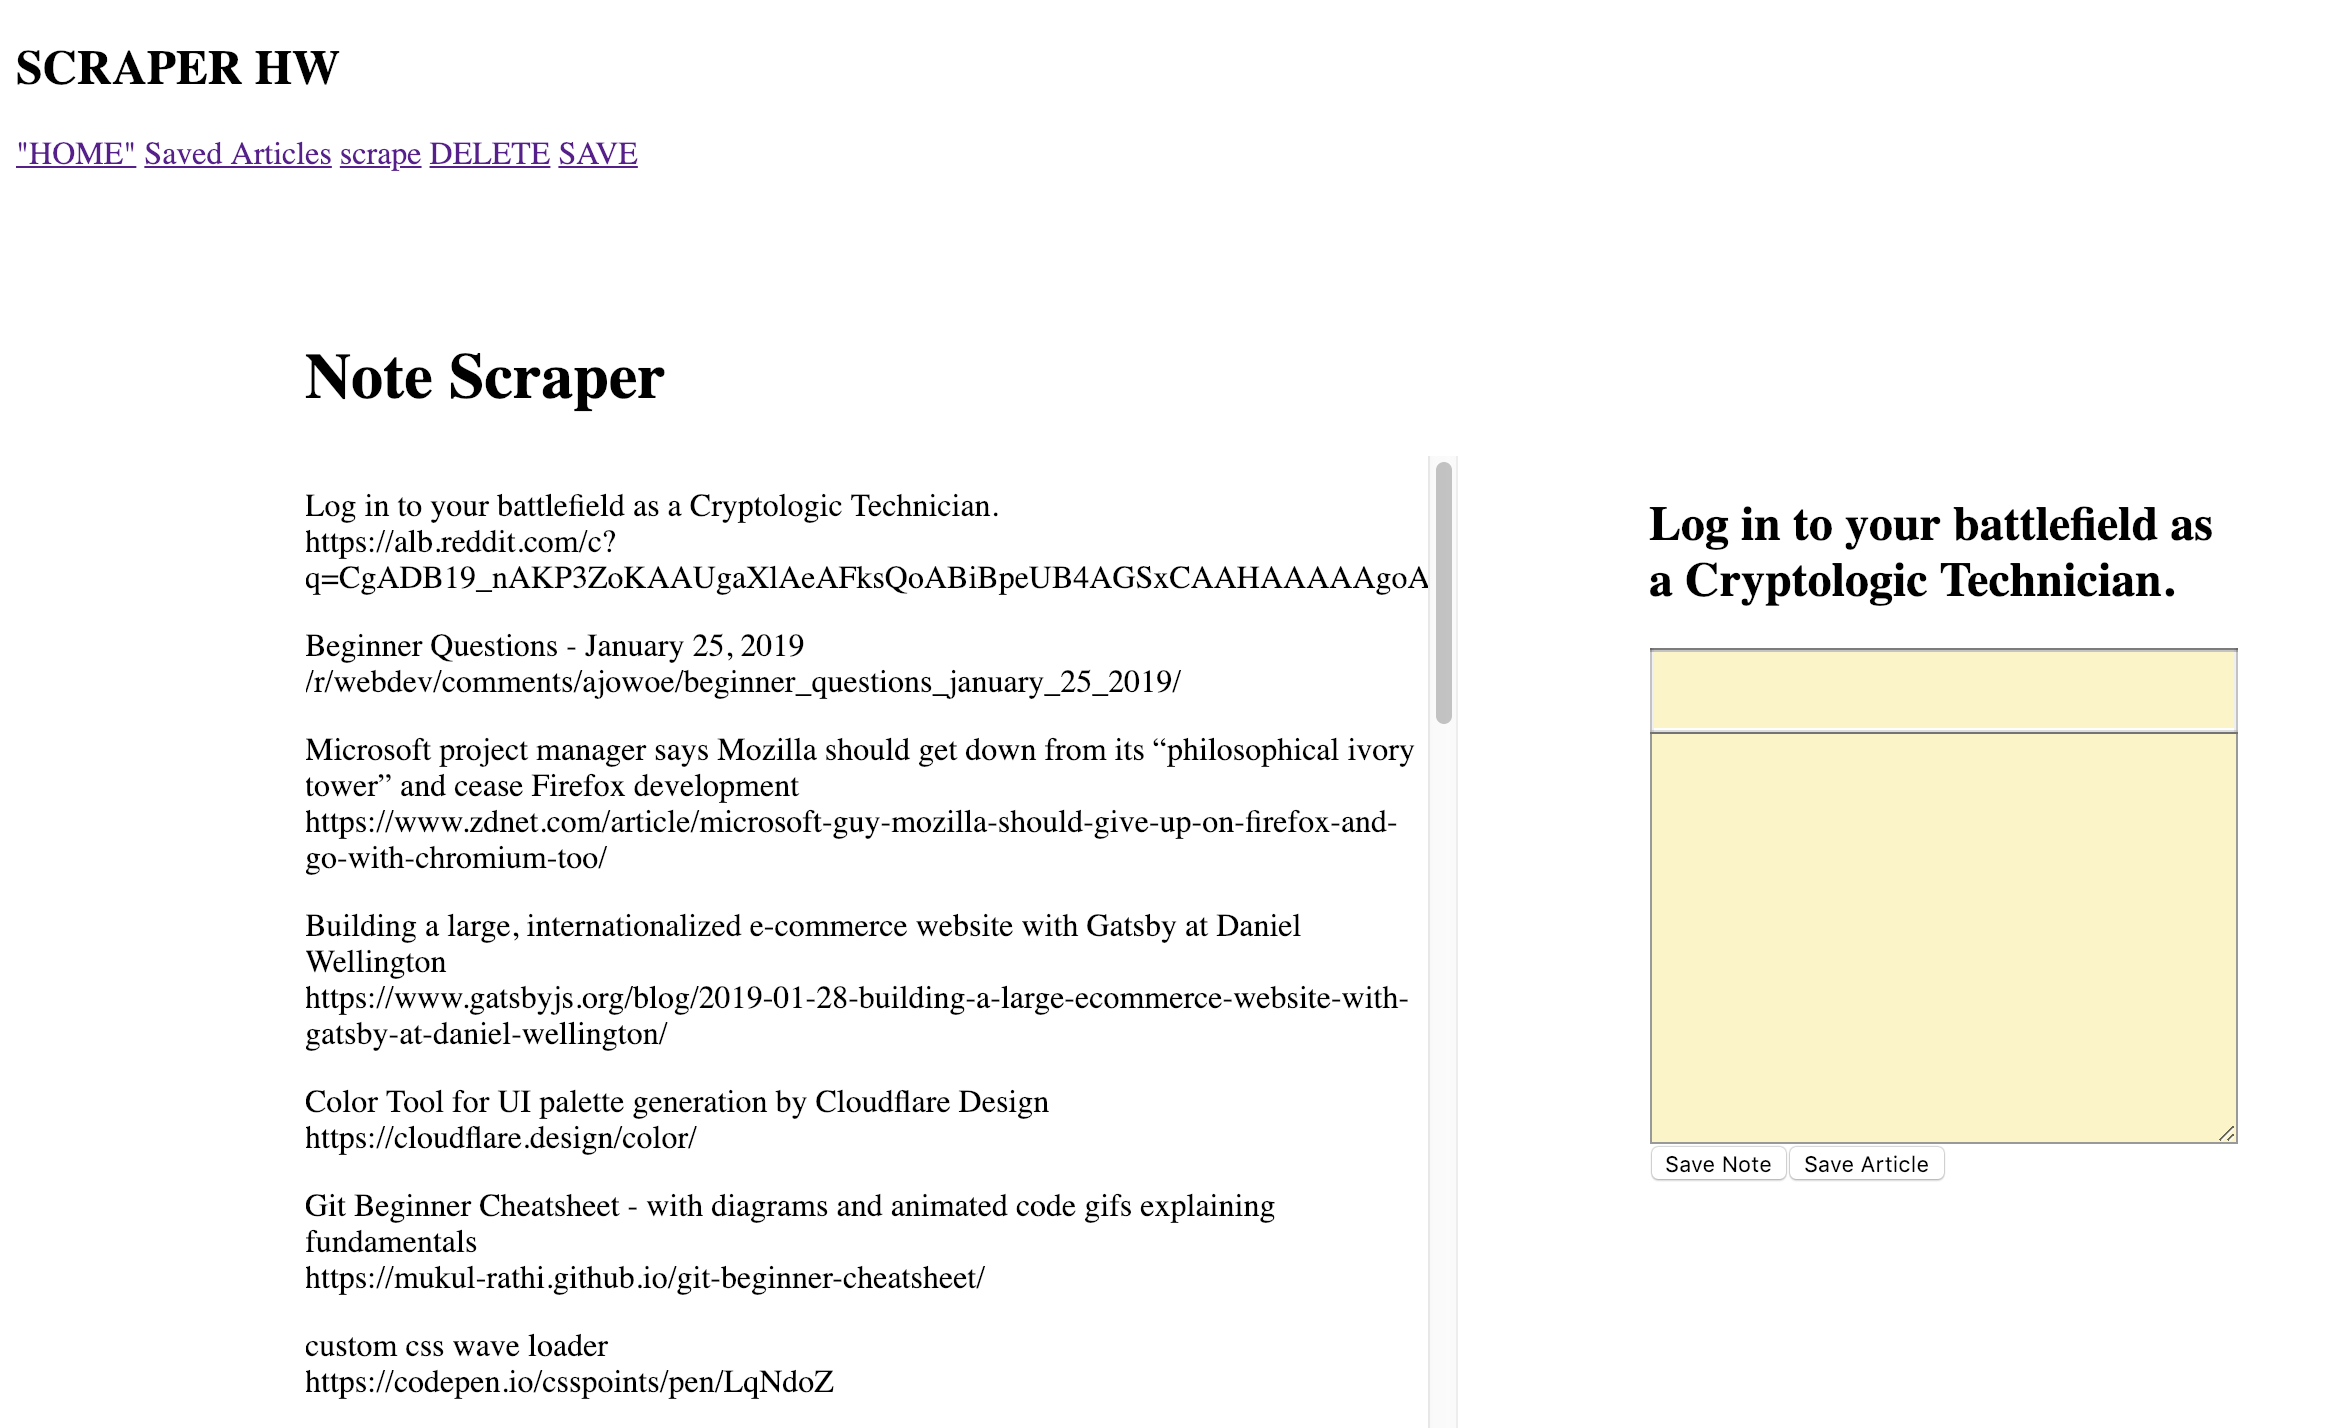 SCRAPER HW
"HOME" Saved Articles scrape DELETE SAVE
Note Scraper
Log in to your battlefield as a Cryptologic Technician.
https://alb.reddit.com/c?
q=CgADB19_nAKP3ZoKAAUgaXlAeAFksQoABiBpeUB4AGSxCAAHAAAAAgoA
Beginner Questions - January 25, 2019
/r/webdev/comments/ajowoe/beginner_questions_january_25_2019/
Microsoft project manager says Mozilla should get down from its “philosophical ivory
tower” and cease Firefox development
https://www.zdnet.com/article/microsoft-guy-mozilla-should-give-up-on-firefox-and-
go-with-chromium-too/
Building a large, internationalized e-commerce website with Gatsby at Daniel
Wellington
https://www.gatsbyjs.org/blog/2019-01-28-building-a-large-ecommerce-website-with-
gatsby-at-daniel-wellington/
Color Tool for UI palette generation by Cloudflare Design
https://cloudflare.design/color/
Git Beginner Cheatsheet - with diagrams and animated code gifs explaining
fundamentals
https://mukul-rathi.github.io/git-beginner-cheatsheet/
custom css wave loader
https://codepen.io/csspoints/pen/LqNdoZ
Log in to your battlefield as
a Cryptologic Technician.
Save Note Save Article